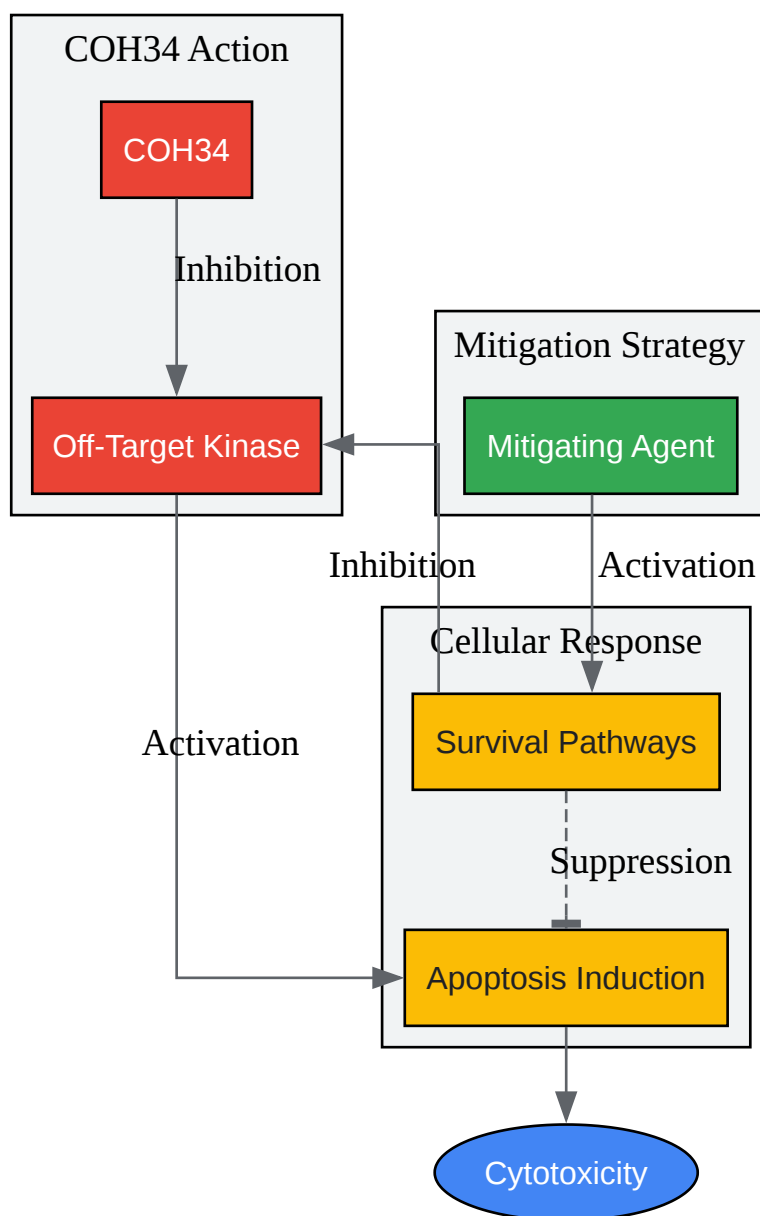 COH34 Action
COH34
Inhibition
Mitigation Strategy
Off-Target Kinase
Mitigating Agent
Inhibition
Activation
Cellular Response
Activation
Survival Pathways
Suppression
Apoptosis Induction
Cytotoxicity